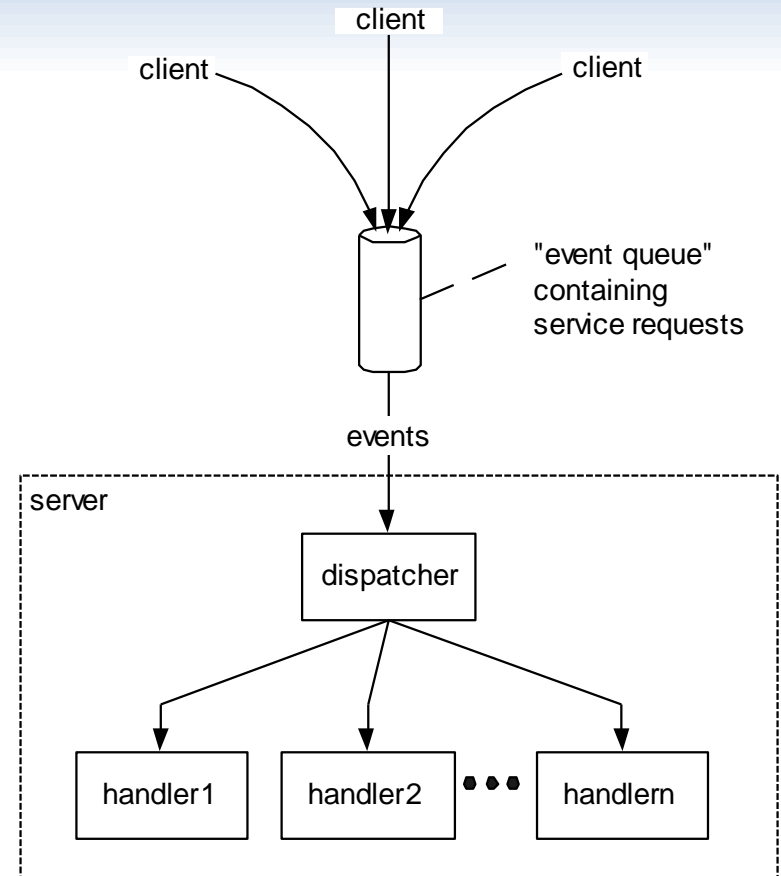 client
client
client
"event queue"
containing
service requests
events
server
dispatcher
handler1
handler2
handlern